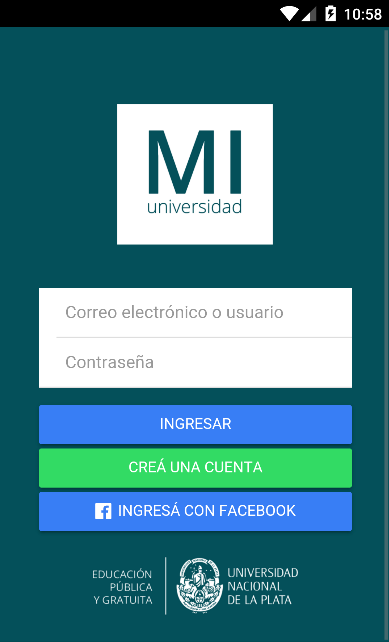 10:58
MI
universidad
Correo electrónico o usuario
Contraseña
INGRESAR
CREÁ UNA CUENTA
INGRESÁ CON FACEBOOK
EDUCACIÓN
PÚBLICA
Y GRATUITA
UNIVERSIDAD
NACIONAL
DE LA PLATA